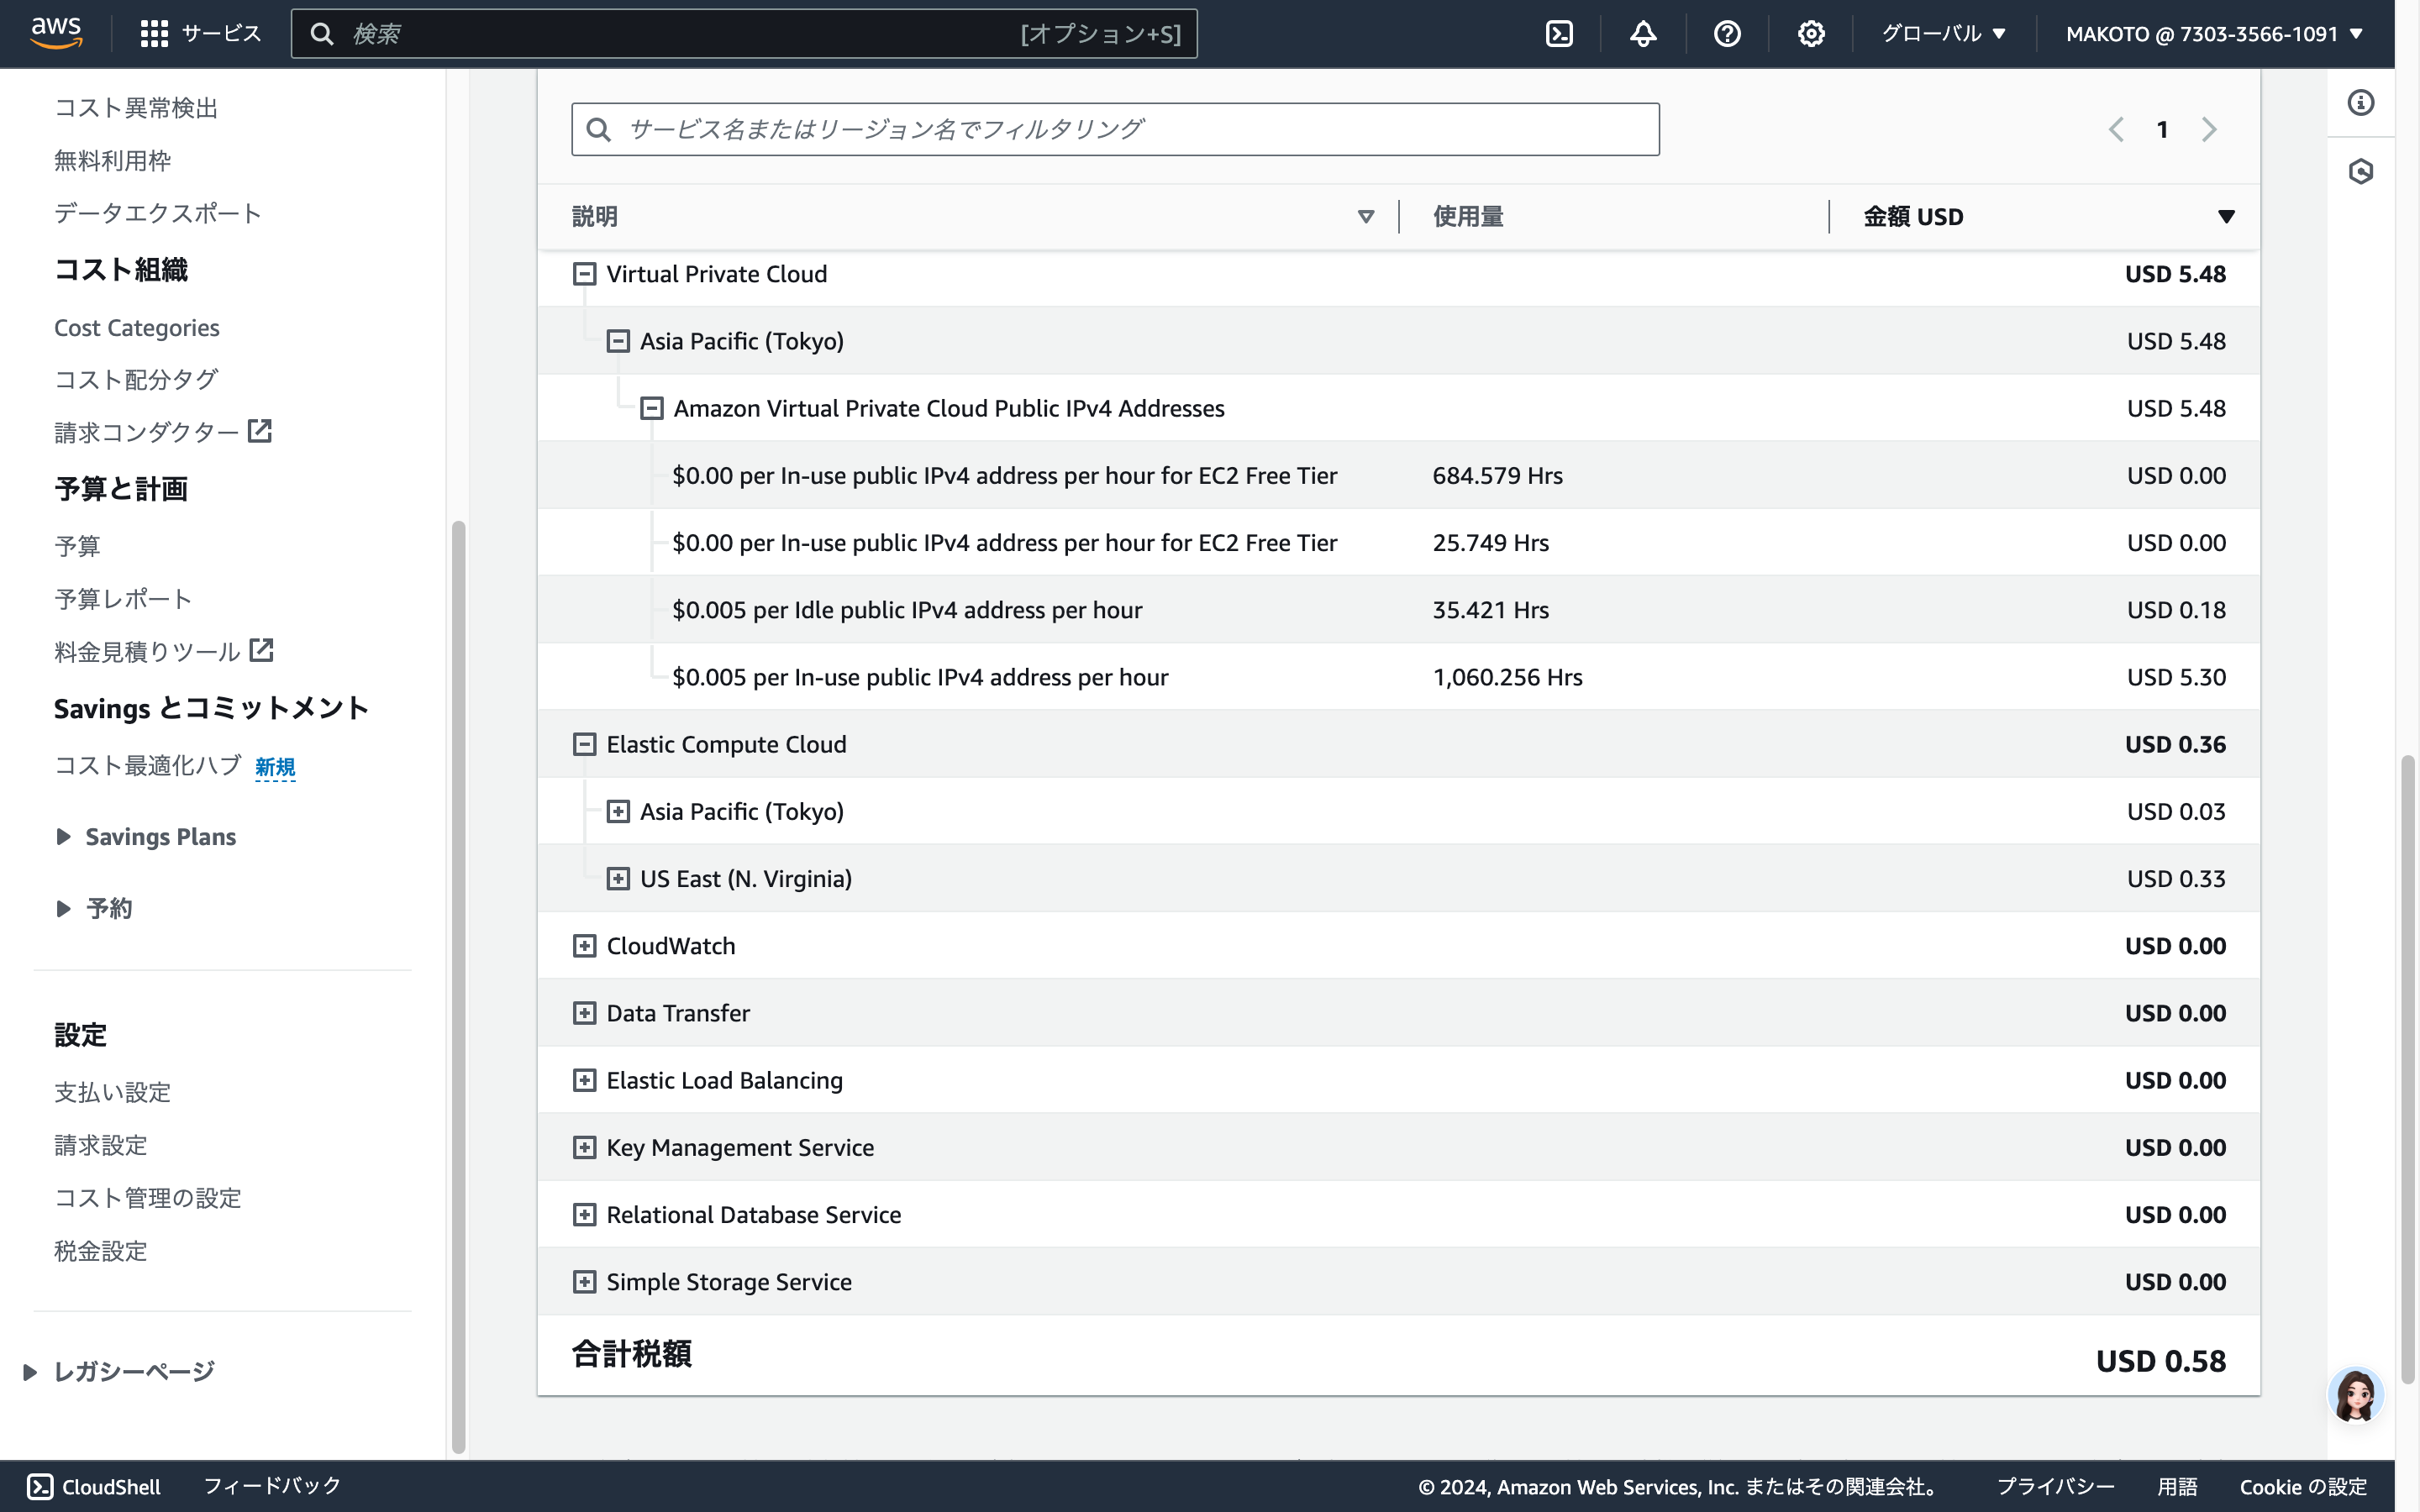 aws サービス 検索 [オプション+S] グローバル ▼ MAKOTO @ 7303-3566-1091 ▼
コスト異常検出
無料利用枠
データエクスポート
コスト組織
Cost Categories
コスト配分タグ
請求コンダクター
予算と計画
予算
予算レポート
料金見積りツール
Savings とコミットメント
コスト最適化ハブ 新規
Savings Plans
予約
設定
支払い設定
請求設定
コスト管理の設定
税金設定
レガシーページ
サービス名またはリージョン名でフィルタリング
1
説明 使用量 金額 USD
Virtual Private Cloud USD 5.48
Asia Pacific (Tokyo) USD 5.48
Amazon Virtual Private Cloud Public IPv4 Addresses USD 5.48
$0.00 per In-use public IPv4 address per hour for EC2 Free Tier 684.579 Hrs USD 0.00
$0.00 per In-use public IPv4 address per hour for EC2 Free Tier 25.749 Hrs USD 0.00
$0.005 per Idle public IPv4 address per hour 35.421 Hrs USD 0.18
$0.005 per In-use public IPv4 address per hour 1,060.256 Hrs USD 5.30
Elastic Compute Cloud USD 0.36
Asia Pacific (Tokyo) USD 0.03
US East (N. Virginia) USD 0.33
CloudWatch USD 0.00
Data Transfer USD 0.00
Elastic Load Balancing USD 0.00
Key Management Service USD 0.00
Relational Database Service USD 0.00
Simple Storage Service USD 0.00
合計税額 USD 0.58
CloudShell フィードバック © 2024, Amazon Web Services, Inc. またはその関連会社。 プライバシー 用語 Cookie の設定